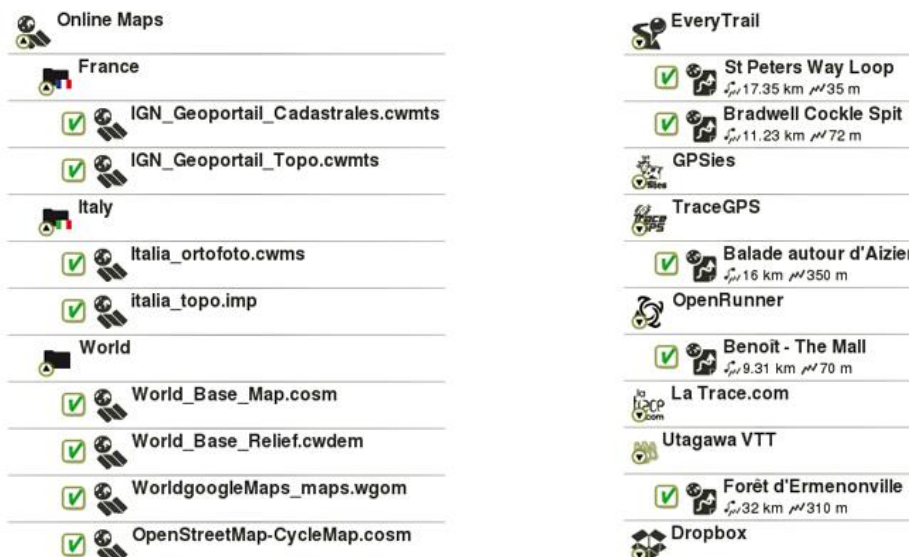 Online Maps
France
IGN_Geoportail_Cadastrales.cwmts
IGN_Geoportail_Topo.cwmts
Italy
Italia_ortofoto.cwms
italia_topo.imp
World
World_Base_Map.cosm
World_Base_Relief.cwdem
WorldgoogleMaps_maps.wgom
OpenStreetMap-CycleMap.cosm
EveryTrail
St Peters Way Loop
17.35 km 35 m
Bradwell Cockle Spit
11.23 km 72 m
GPSies
TraceGPS
Balade autour d'Aizier
16 km 350 m
OpenRunner
Benoît - The Mall
9.31 km 70 m
La Trace.com
Utagawa VTT
Forêt d'Ermenonville
32 km 310 m
Dropbox